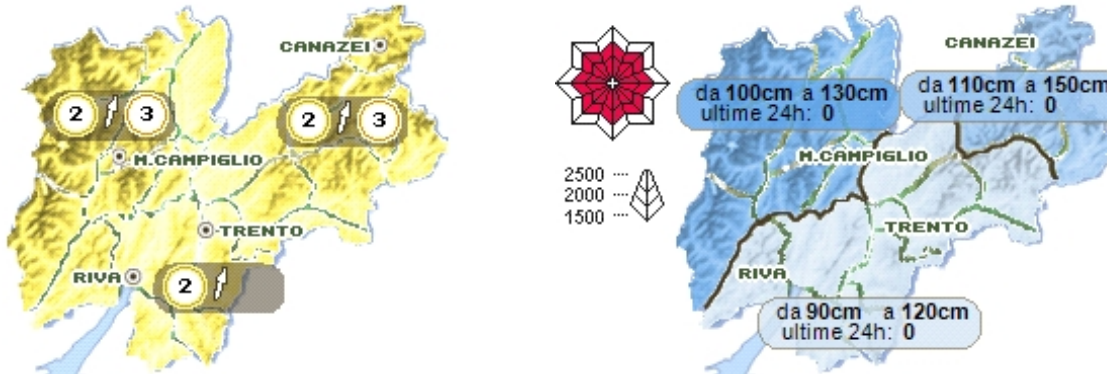 CANAZEI
2 3
2 3
M.CAMPIGLIO
TRENTO
RIVA
2
CANAZEI
da 100cm a 130cm
ultime 24h: 0
da 110cm a 150cm
ultime 24h: 0
M.CAMPIGLIO
2500
2000
1500
TRENTO
RIVA
da 90cm a 120cm
ultime 24h: 0